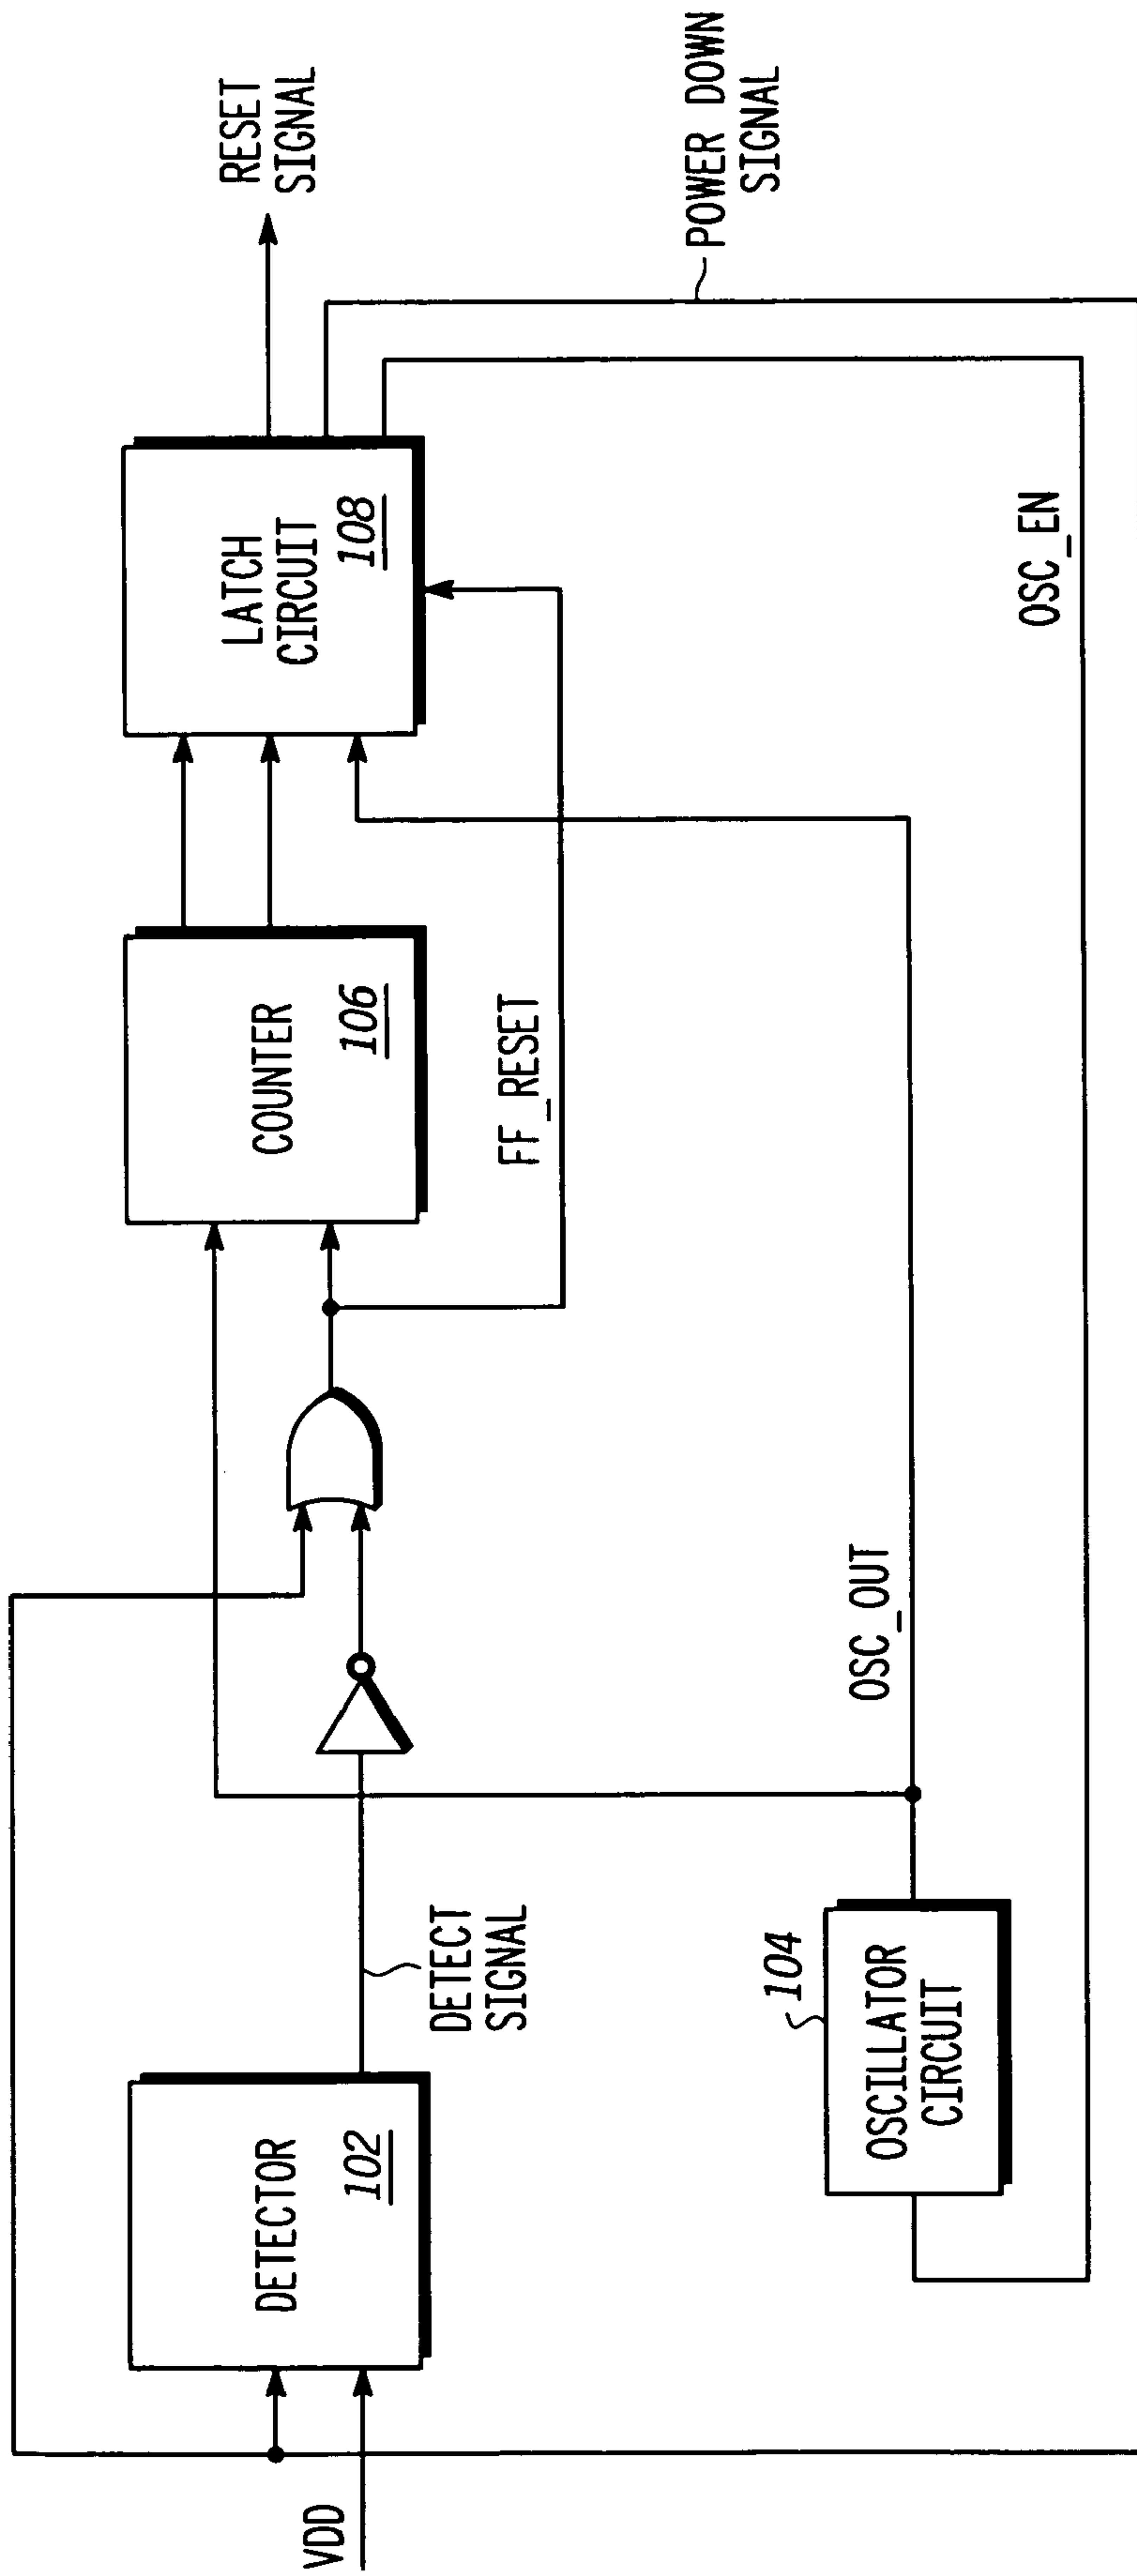 VDD
DETECTOR
102
DETECT
SIGNAL
OSCILLATOR
CIRCUIT
104
OSC_OUT
COUNTER
106
FF_RESET
LATCH
CIRCUIT
108
OSC_EN
RESET
SIGNAL
POWER DOWN
SIGNAL